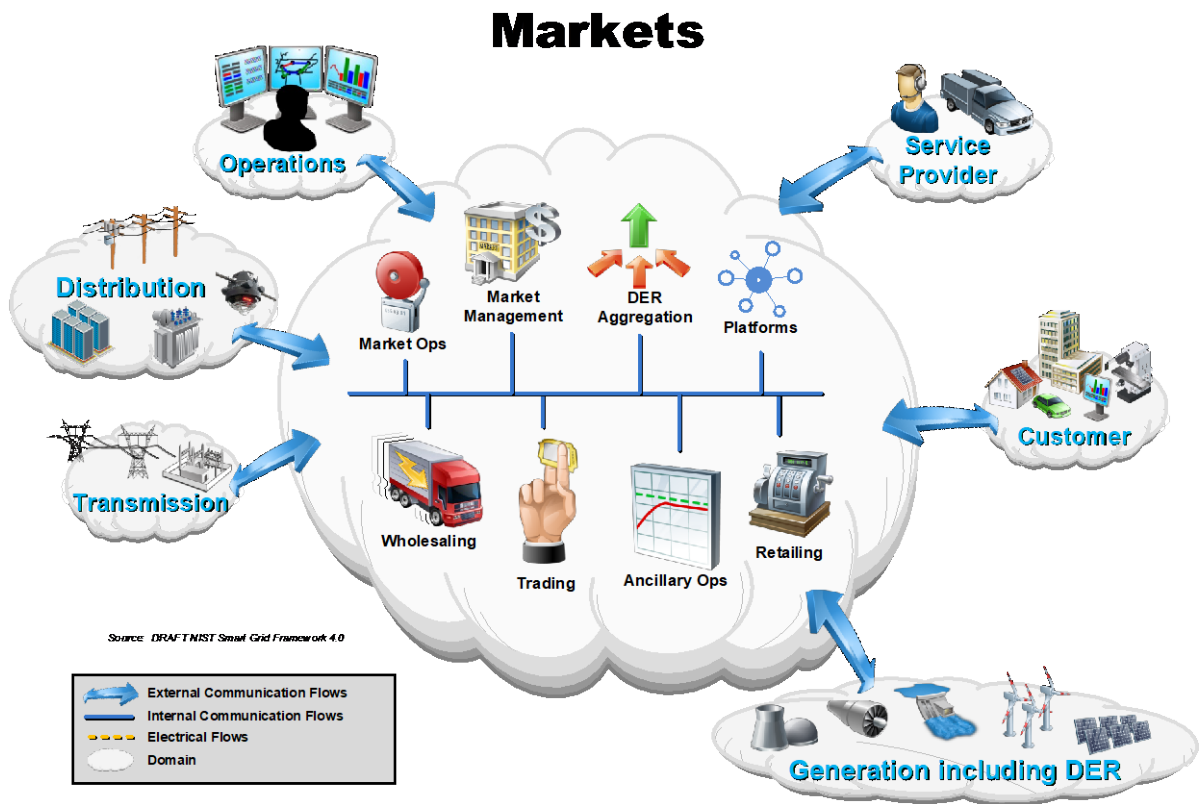 Markets
Operations
Service
Provider
Distribution
MARKET
Market
Management
DER
Aggregation
Platforms
Market Ops
Customer
Transmission
Wholesaling
Trading
Ancillary Ops
Retailing
Source: DRAFT NIST Smart Grid Framework 4.0
External Communication Flows
Internal Communication Flows
Electrical Flows
Domain
Generation including DER